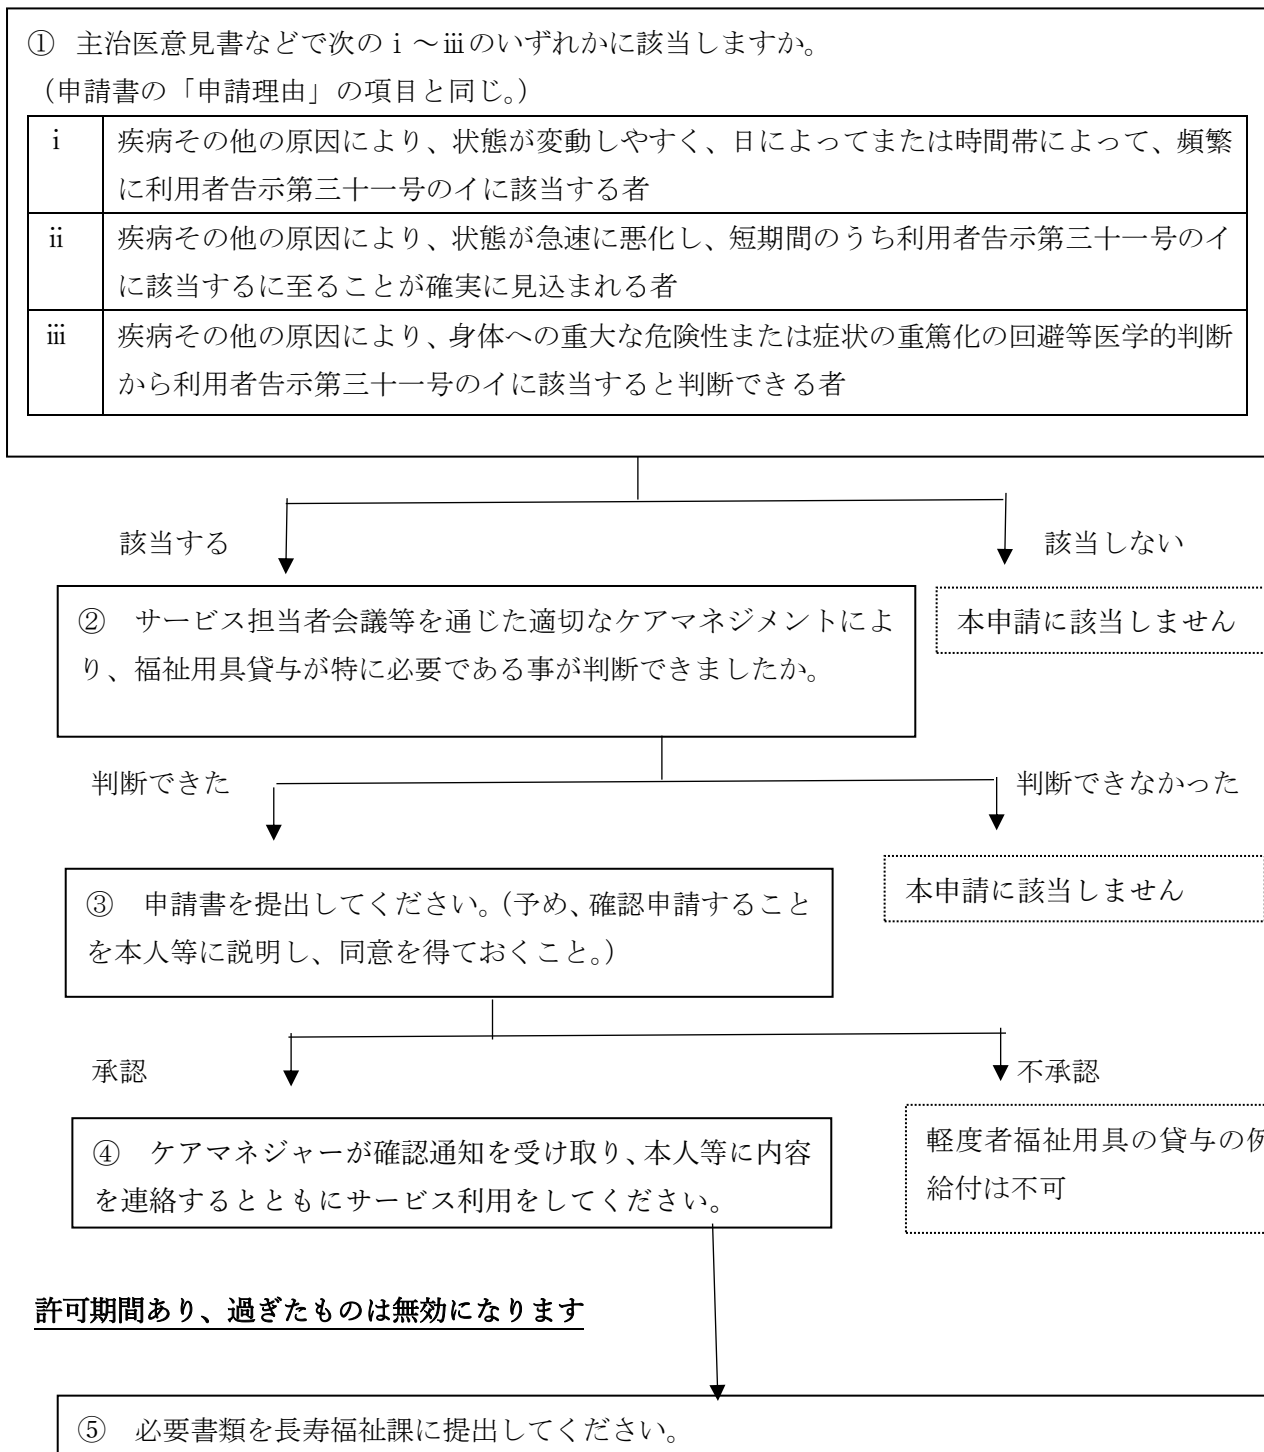 ① 主治医意見書などで次のⅰ～ⅲのいずれかに該当しますか。
（申請書の「申請理由」の項目と同じ。）
ⅰ 疾病その他の原因により、状態が変動しやすく、日によってまたは時間帯によって、頻繁
に利用者告示第三十一号のイに該当する者
ⅱ 疾病その他の原因により、状態が急速に悪化し、短期間のうち利用者告示第三十一号のイ
に該当するに至ることが確実に見込まれる者
ⅲ 疾病その他の原因により、身体への重大な危険性または症状の重篤化の回避等医学的判断
から利用者告示第三十一号のイに該当すると判断できる者
該当する
該当しない
② サービス担当者会議等を通じた適切なケアマネジメントによ
り、福祉用具貸与が特に必要である事が判断できましたか。
本申請に該当しません
判断できた
判断できなかった
③ 申請書を提出してください。（予め、確認申請すること
を本人等に説明し、同意を得ておくこと。）
本申請に該当しません
承認
不承認
④ ケアマネジャーが確認通知を受け取り、本人等に内容
を連絡するとともにサービス利用をしてください。
軽度者福祉用具の貸与の例
給付は不可
許可期間あり、過ぎたものは無効になります
⑤ 必要書類を長寿福祉課に提出してください。